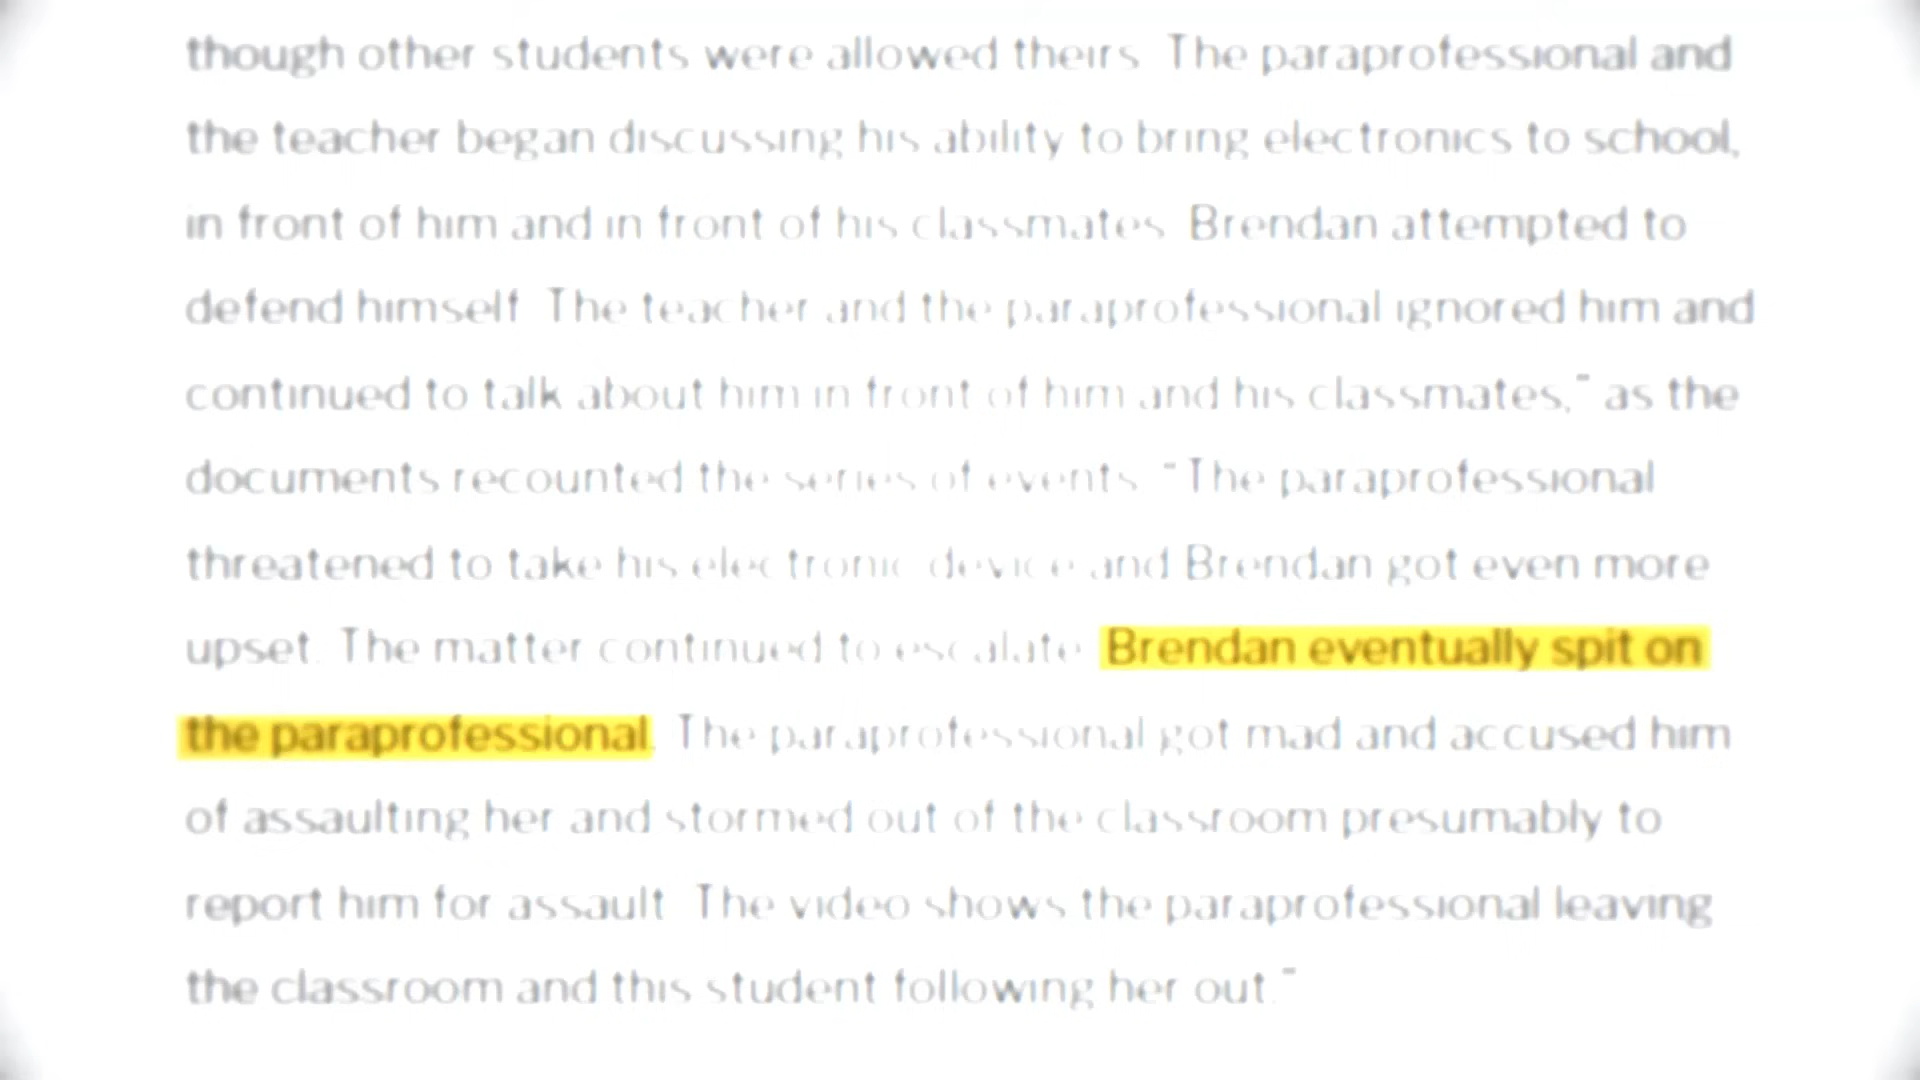 though other students were allowed theirs. The paraprofessional and
the teacher began discussing his ability to bring electronics to school,
in front of him and in front of his classmates. Brendan attempted to
defend himself. The teacher and the paraprofessional ignored him and
continued to talk about him in front of him and his classmates," as the
documents recounted the series of events. "The paraprofessional
threatened to take his electronic device and Brendan got even more
upset. The matter continued to escalate. Brendan eventually spit on
the paraprofessional. The paraprofessional got mad and accused him
of assaulting her and stormed out of the classroom presumably to
report him for assault. The video shows the paraprofessional leaving
the classroom and this student following her out."